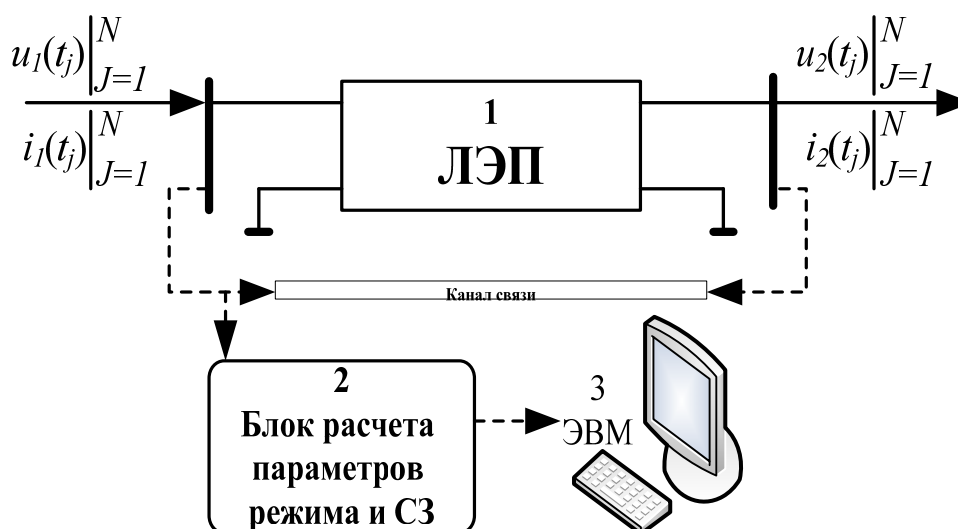 u₁(tⱼ)|ᴺ J=1
u₂(tⱼ)|ᴺ J=1
i₁(tⱼ)|ᴺ J=1
i₂(tⱼ)|ᴺ J=1
1
ЛЭП
Канал связи
2
Блок расчета
параметров
режима и СЗ
3
ЭВМ